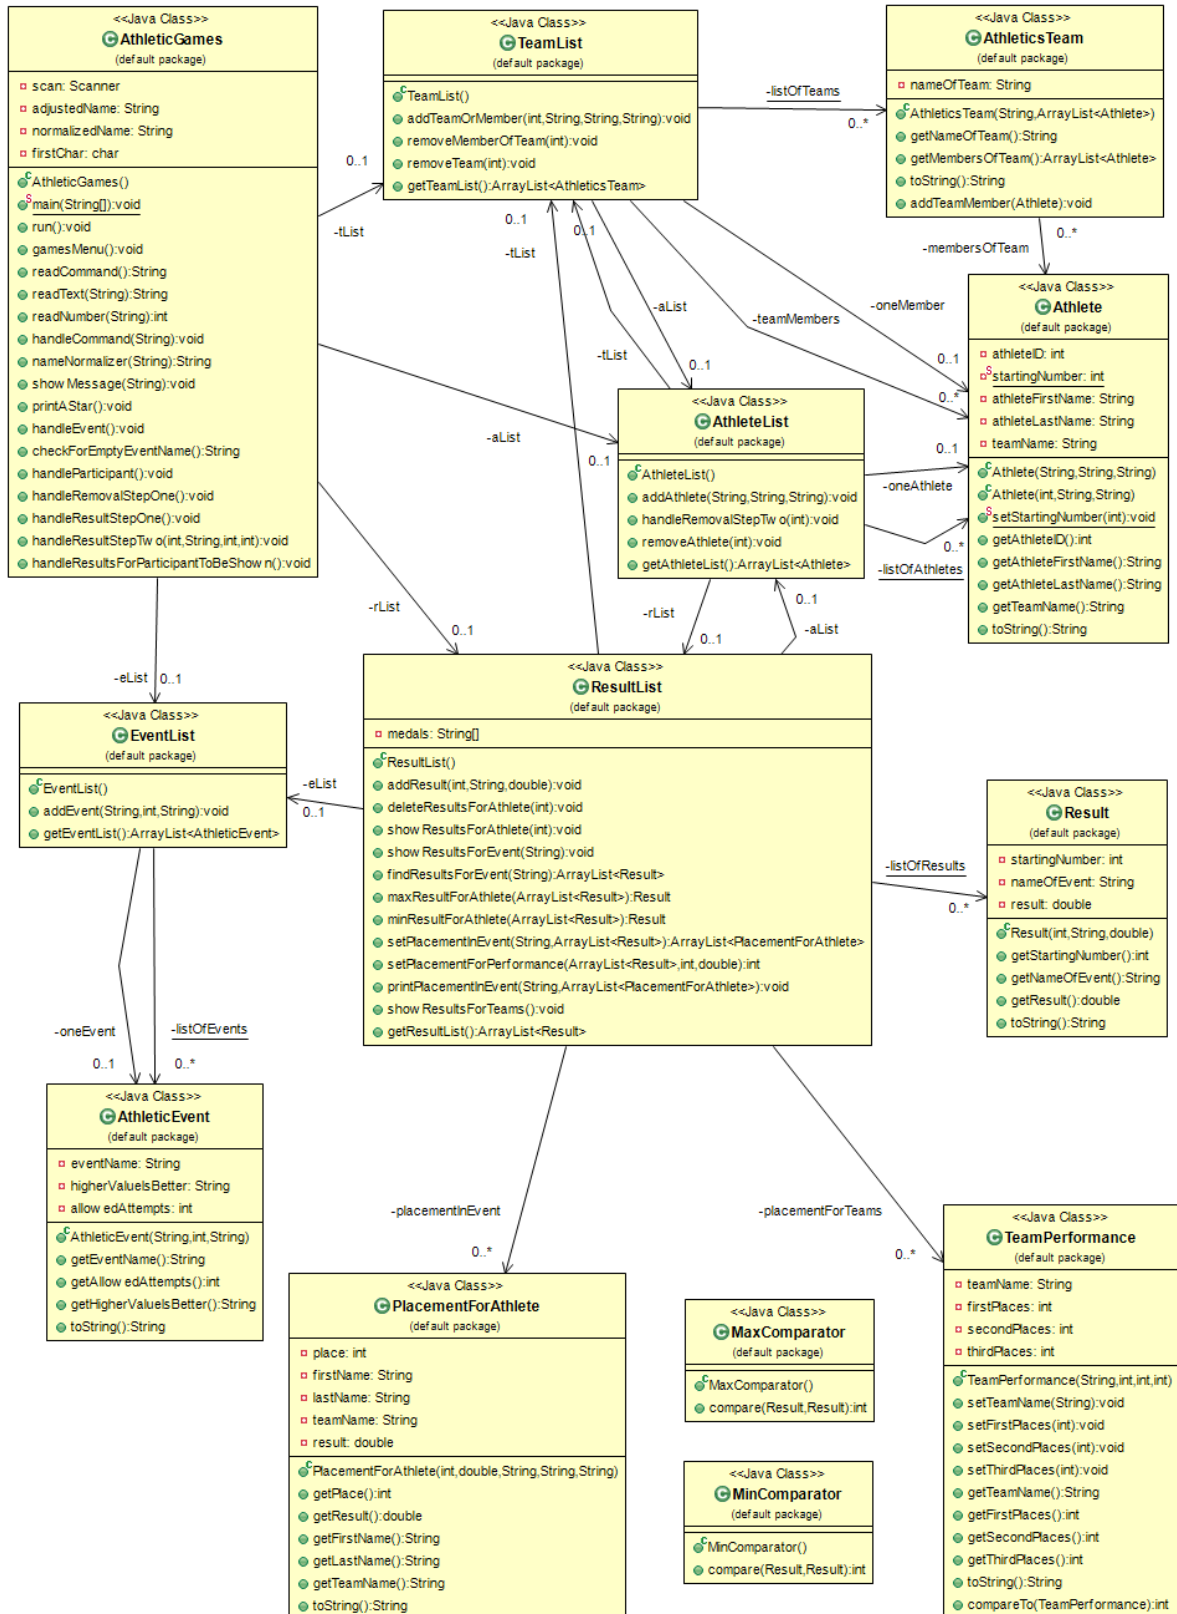 <<Java Class>>
AthleticGames
(default package)
scan: Scanner
adjustedName: String
normalizedName: String
firstChar: char
AthleticGames()
main(String[]):void
run():void
gamesMenu():void
readCommand():String
readText(String):String
readNumber(String):int
handleCommand(String):void
nameNormalizer(String):String
showMessage(String):void
printAStar():void
handleEvent():void
checkForEmptyEventName():String
handleParticipant():void
handleRemovalStepOne():void
handleResultStepOne():void
handleResultStepTwo(int,String,int,int):void
handleResultsForParticipantToBeShown():void
<<Java Class>>
TeamList
(default package)
TeamList()
addTeamOrMember(int,String,String,String):void
removeMemberOfTeam(int):void
removeTeam(int):void
getTeamList():ArrayList<AthleticsTeam>
<<Java Class>>
AthleticsTeam
(default package)
nameOfTeam: String
AthleticsTeam(String,ArrayList<Athlete>)
getNameOfTeam():String
getMembersOfTeam():ArrayList<Athlete>
toString():String
addTeamMember(Athlete):void
-listOfTeams
0..*
0..1
-tList
0..1
-tList
0..1
-tList
-aList
0..1
-teamMembers
0..*
-oneMember
0..1
-membersOfTeam
0..*
<<Java Class>>
Athlete
(default package)
athleteID: int
startingNumber: int
athleteFirstName: String
athleteLastName: String
teamName: String
Athlete(String,String,String)
Athlete(int,String,String)
setStartingNumber(int):void
getAthleteID():int
getAthleteFirstName():String
getAthleteLastName():String
getTeamName():String
toString():String
<<Java Class>>
AthleteList
(default package)
AthleteList()
addAthlete(String,String,String):void
handleRemovalStepTwo(int):void
removeAthlete(int):void
getAthleteList():ArrayList<Athlete>
-aList
0..1
0..1
-oneAthlete
0..*
-listOfAthletes
-rList
0..1
0..1
-aList
-rList
0..1
-eList
0..1
<<Java Class>>
EventList
(default package)
EventList()
addEvent(String,int,String):void
getEventList():ArrayList<AthleticEvent>
-eList
0..1
<<Java Class>>
ResultList
(default package)
medals: String[]
ResultList()
addResult(int,String,double):void
deleteResultsForAthlete(int):void
showResultsForAthlete(int):void
showResultsForEvent(String):void
findResultsForEvent(String):ArrayList<Result>
maxResultForAthlete(ArrayList<Result>):Result
minResultForAthlete(ArrayList<Result>):Result
setPlacementInEvent(String,ArrayList<Result>):ArrayList<PlacementForAthlete>
setPlacementForPerformance(ArrayList<Result>,int,double):int
printPlacementInEvent(String,ArrayList<PlacementForAthlete>):void
showResultsForTeams():void
getResultList():ArrayList<Result>
-listOfResults
0..*
<<Java Class>>
Result
(default package)
startingNumber: int
nameOfEvent: String
result: double
Result(int,String,double)
getStartingNumber():int
getNameOfEvent():String
getResult():double
toString():String
-oneEvent
0..1
-listOfEvents
0..*
<<Java Class>>
AthleticEvent
(default package)
eventName: String
higherValueIsBetter: String
allowedAttempts: int
AthleticEvent(String,int,String)
getEventName():String
getAllowedAttempts():int
getHigherValueIsBetter():String
toString():String
-placementInEvent
0..*
-placementForTeams
0..*
<<Java Class>>
PlacementForAthlete
(default package)
place: int
firstName: String
lastName: String
teamName: String
result: double
PlacementForAthlete(int,double,String,String,String)
getPlace():int
getResult():double
getFirstName():String
getLastName():String
getTeamName():String
toString():String
<<Java Class>>
MaxComparator
(default package)
MaxComparator()
compare(Result,Result):int
<<Java Class>>
MinComparator
(default package)
MinComparator()
compare(Result,Result):int
<<Java Class>>
TeamPerformance
(default package)
teamName: String
firstPlaces: int
secondPlaces: int
thirdPlaces: int
TeamPerformance(String,int,int,int)
setTeamName(String):void
setFirstPlaces(int):void
setSecondPlaces(int):void
setThirdPlaces(int):void
getTeamName():String
getFirstPlaces():int
getSecondPlaces():int
getThirdPlaces():int
toString():String
compareTo(TeamPerformance):int